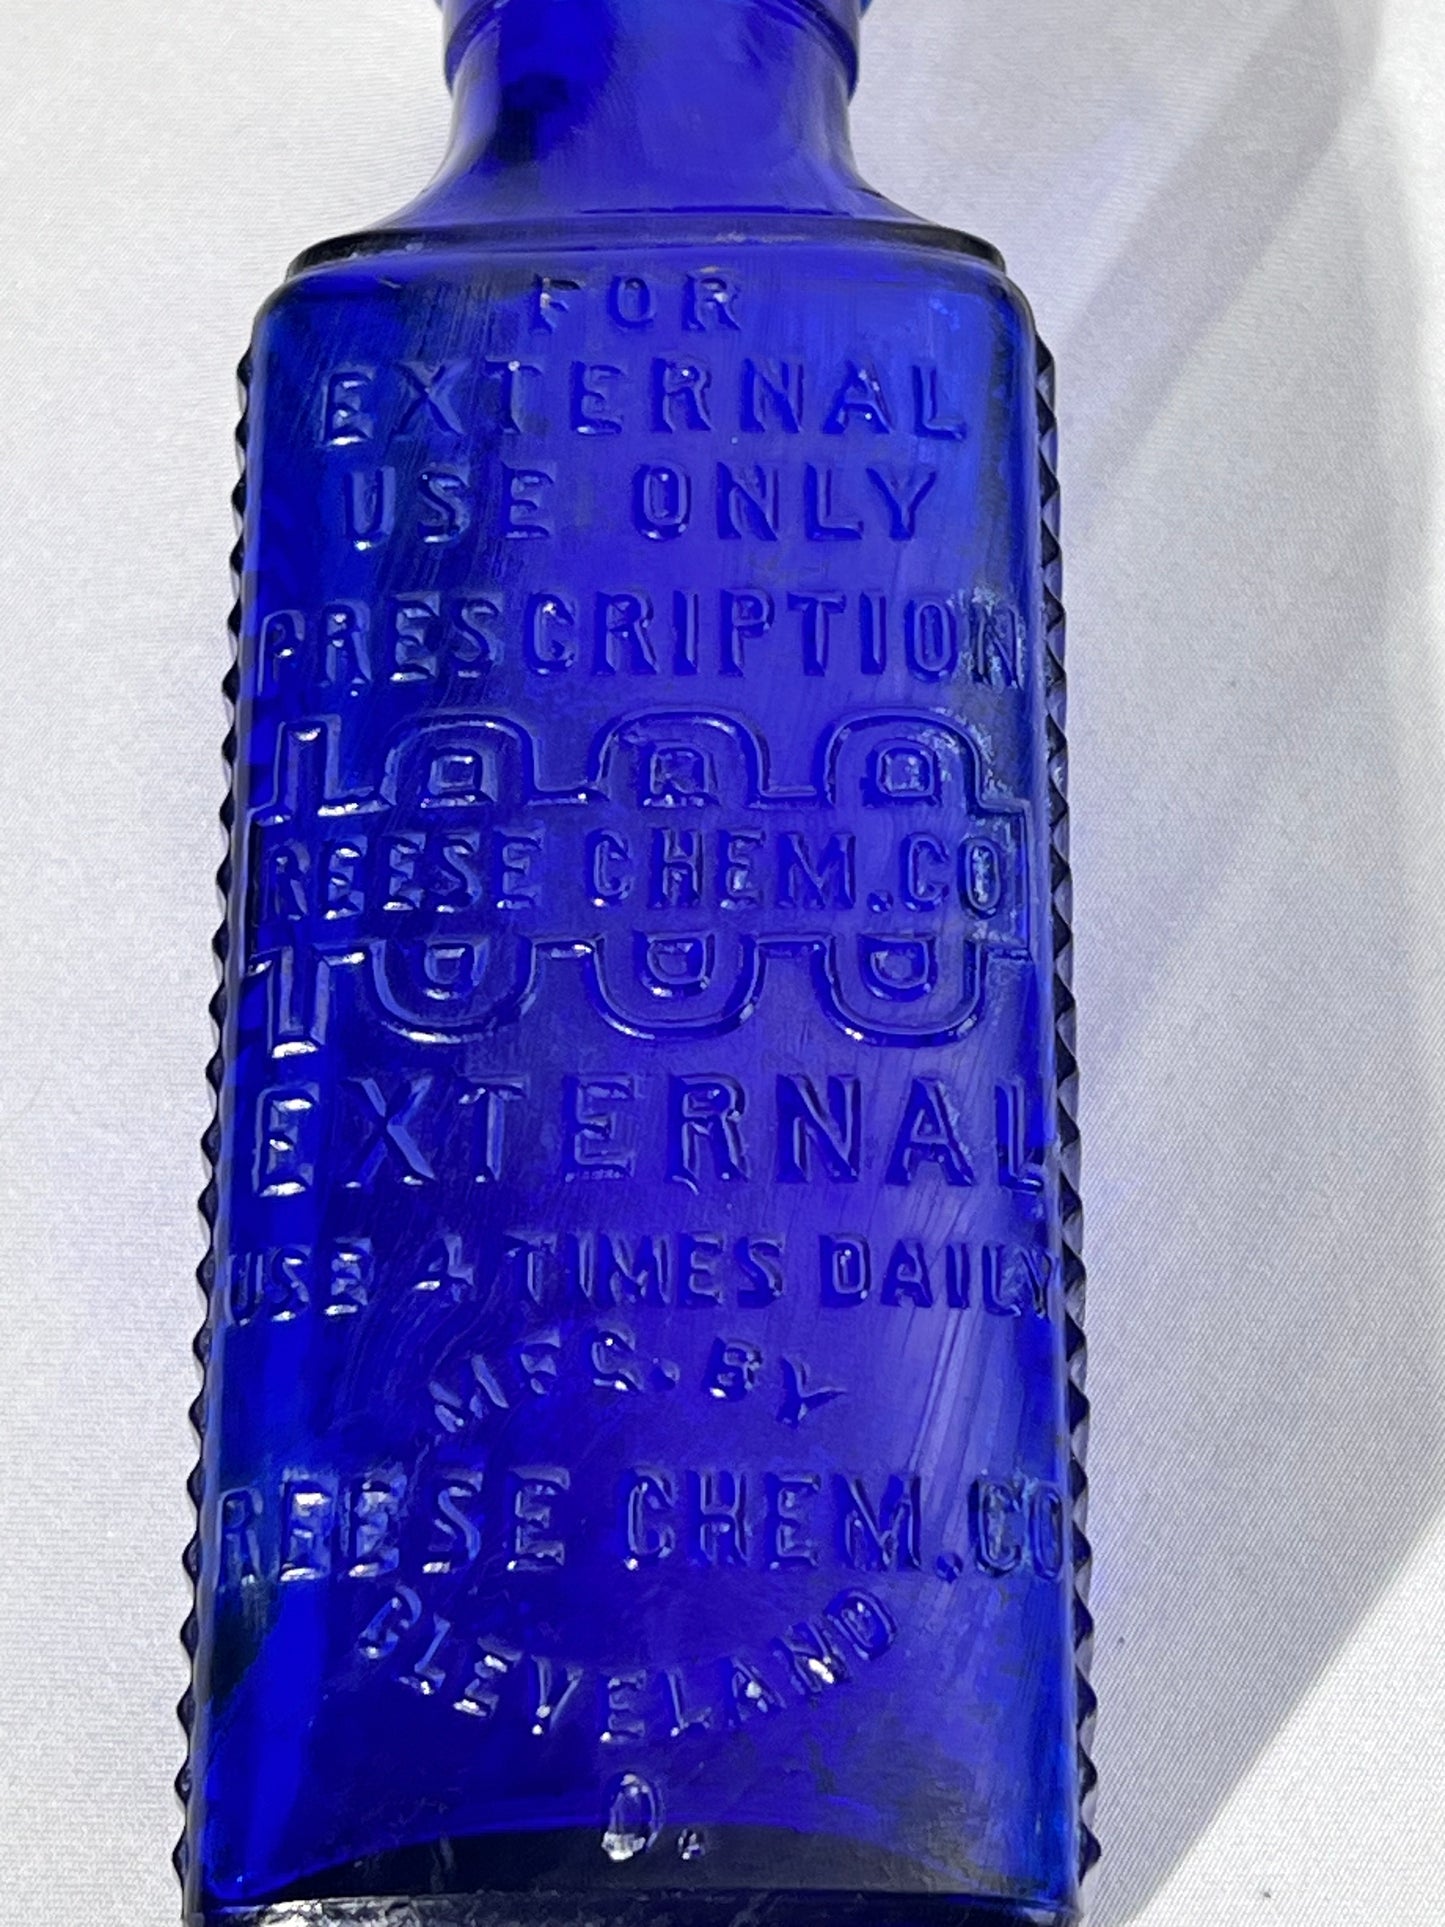 FOR
EXTERNAL
USE ONLY
PRESCRIPTION
1000
REESE CHEM.CO
EXTERNAL
USE 4 TIMES DAILY
MFG. BY
REESE CHEM.CO
CLEVELAND
O.